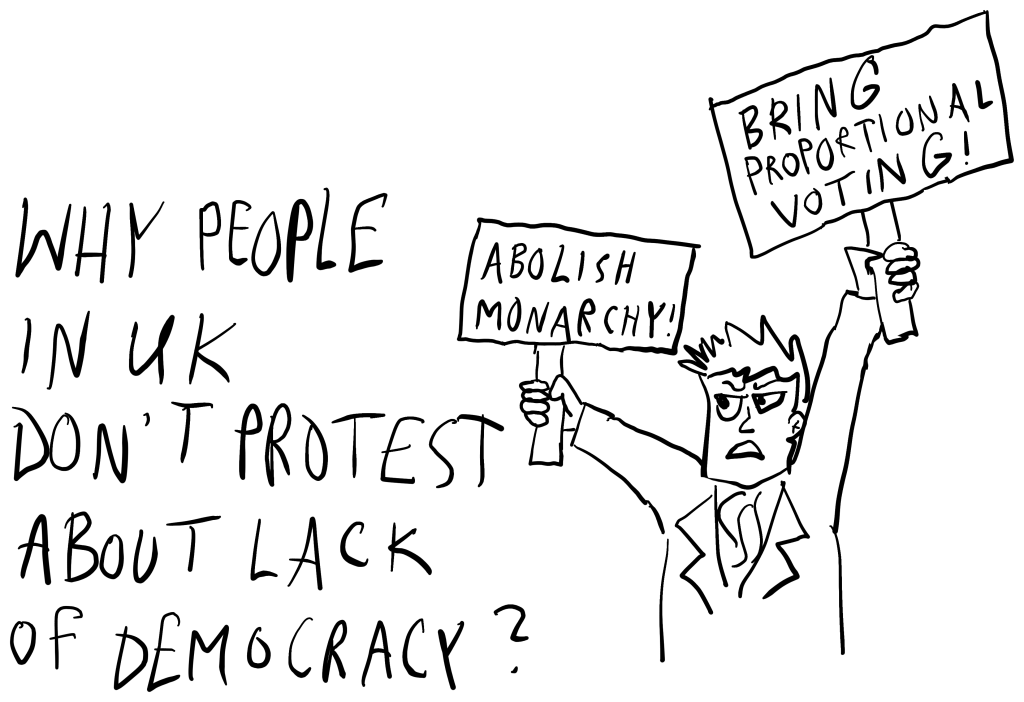 WHY PEOPLE
IN UK
DON'T PROTEST
ABOUT LACK
OF DEMOCRACY?
ABOLISH
MONARCHY!
BRING
PROPORTIONAL
VOTING!